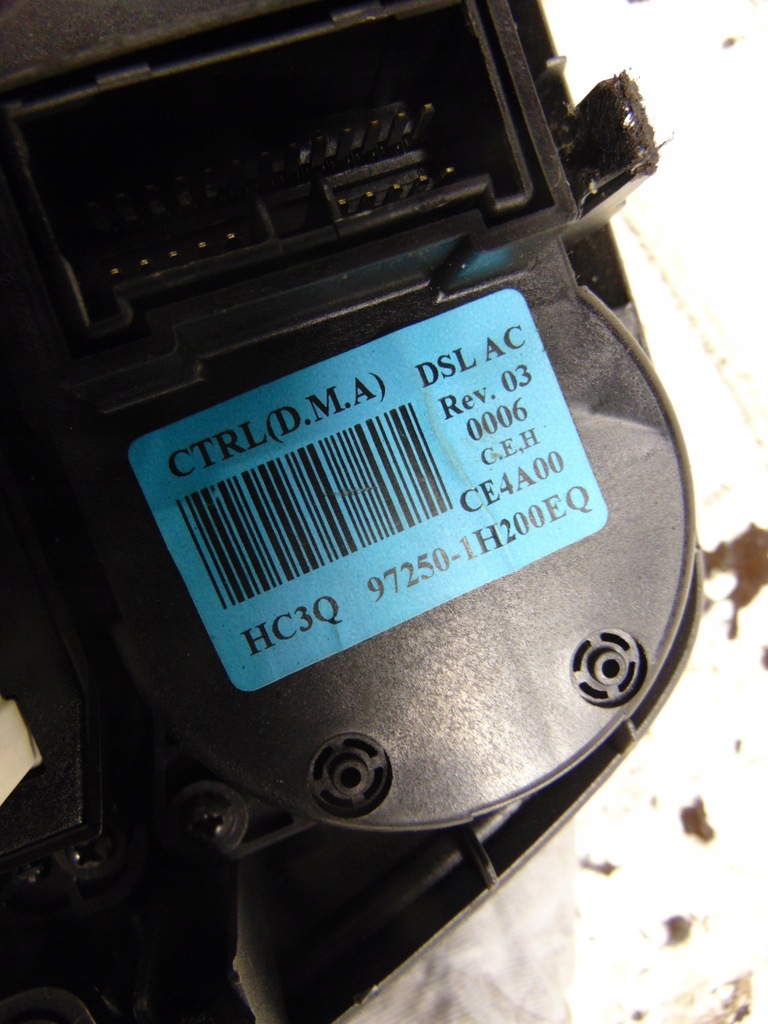 CTRL(D.M.A) DSL AC
Rev. 03
0006
C,E,H
CE4A00
HC3Q 97250-1H200EQ